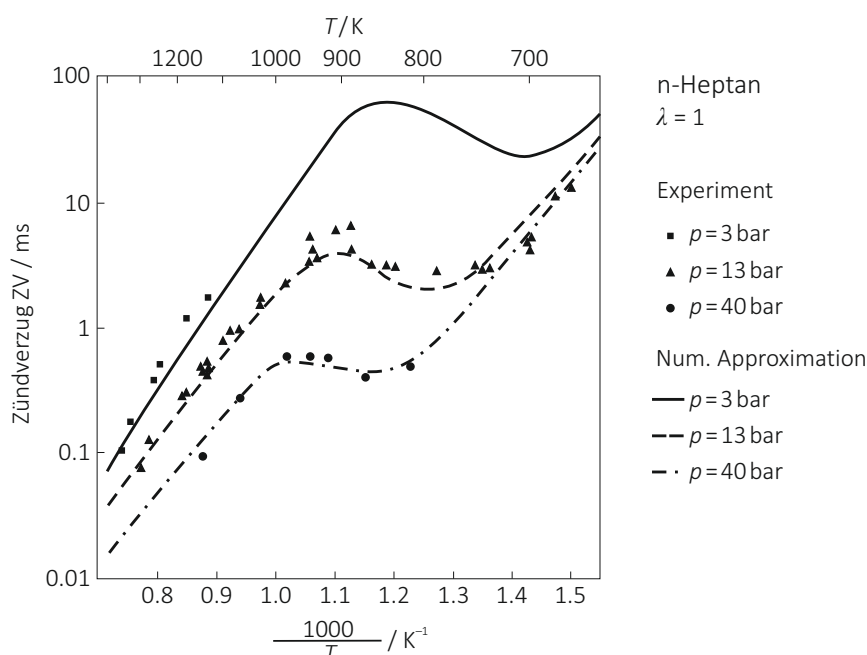 T / K
1200 1000 900 800 700
100
10
1
0.1
0.01
Zündverzug ZV / ms
0.8 0.9 1.0 1.1 1.2 1.3 1.4 1.5
1000
T
/ K⁻¹
n-Heptan
λ = 1
Experiment
p = 3 bar
p = 13 bar
p = 40 bar
Num. Approximation
p = 3 bar
p = 13 bar
p = 40 bar